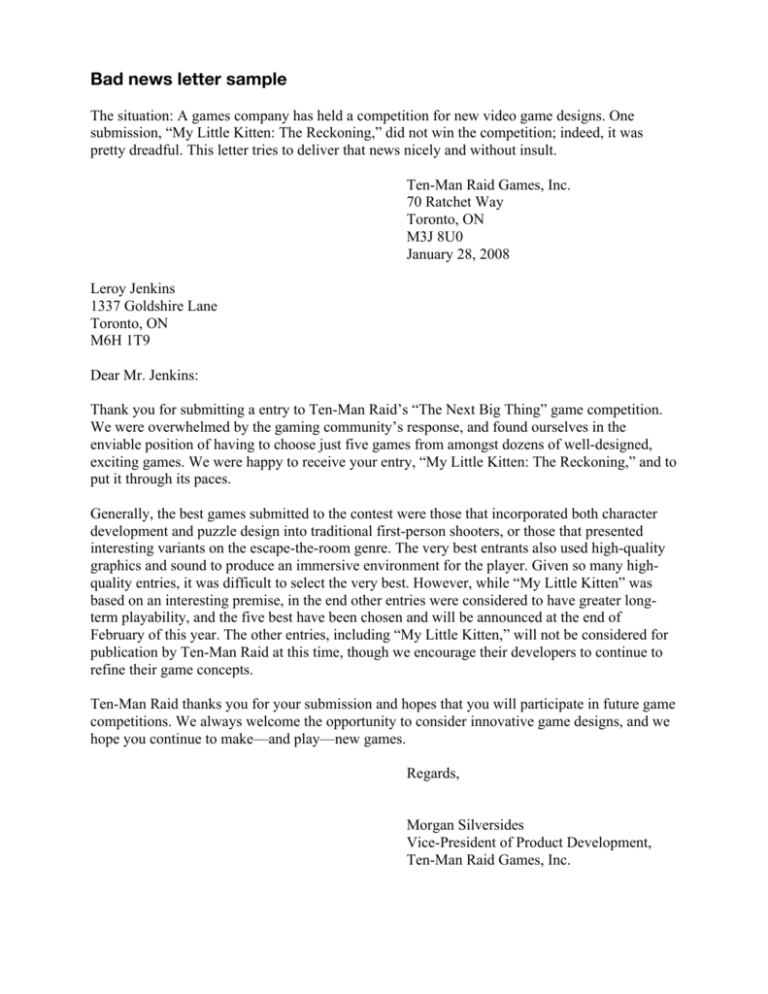 Bad news letter sample
The situation: A games company has held a competition for new video game designs. One
submission, “My Little Kitten: The Reckoning,” did not win the competition; indeed, it was
pretty dreadful. This letter tries to deliver that news nicely and without insult.
Ten-Man Raid Games, Inc.
70 Ratchet Way
Toronto, ON
M3J 8U0
January 28, 2008
Leroy Jenkins
1337 Goldshire Lane
Toronto, ON
M6H 1T9
Dear Mr. Jenkins:
Thank you for submitting a entry to Ten-Man Raid’s “The Next Big Thing” game competition.
We were overwhelmed by the gaming community’s response, and found ourselves in the
enviable position of having to choose just five games from amongst dozens of well-designed,
exciting games. We were happy to receive your entry, “My Little Kitten: The Reckoning,” and to
put it through its paces.
Generally, the best games submitted to the contest were those that incorporated both character
development and puzzle design into traditional first-person shooters, or those that presented
interesting variants on the escape-the-room genre. The very best entrants also used high-quality
graphics and sound to produce an immersive environment for the player. Given so many high-
quality entries, it was difficult to select the very best. However, while “My Little Kitten” was
based on an interesting premise, in the end other entries were considered to have greater long-
term playability, and the five best have been chosen and will be announced at the end of
February of this year. The other entries, including “My Little Kitten,” will not be considered for
publication by Ten-Man Raid at this time, though we encourage their developers to continue to
refine their game concepts.
Ten-Man Raid thanks you for your submission and hopes that you will participate in future game
competitions. We always welcome the opportunity to consider innovative game designs, and we
hope you continue to make—and play—new games.
Regards,
Morgan Silversides
Vice-President of Product Development,
Ten-Man Raid Games, Inc.